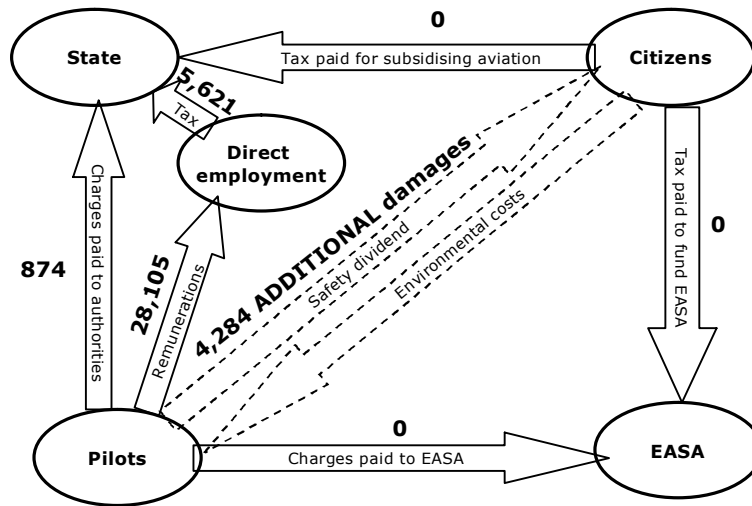 0
State
Tax paid for subsidising aviation
Citizens
5,621
Tax
Direct
employment
4,284 ADDITIONAL damages
Safety dividend
Environmental costs
Tax paid to fund EASA
0
Charges paid to authorities
874
28,105
Remunerations
0
Pilots
Charges paid to EASA
EASA